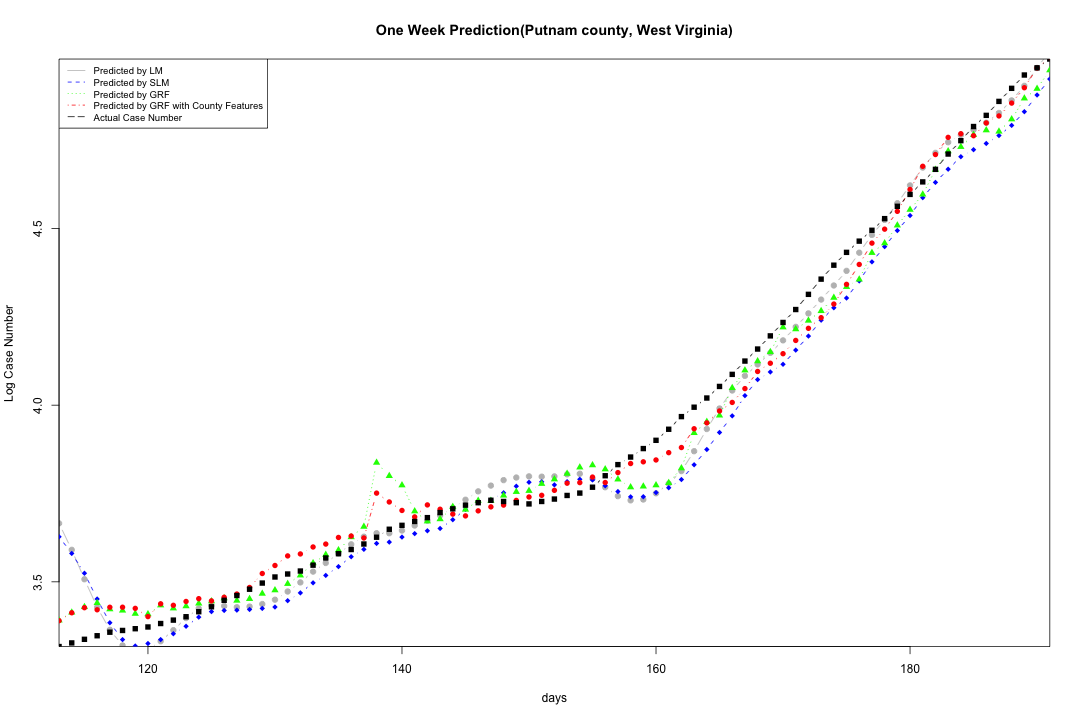 One Week Prediction(Putnam county, West Virginia)
Predicted by LM
Predicted by SLM
Predicted by GRF
Predicted by GRF with County Features
Actual Case Number
4.5
4.0
3.5
Log Case Number
120 140 160 180
days